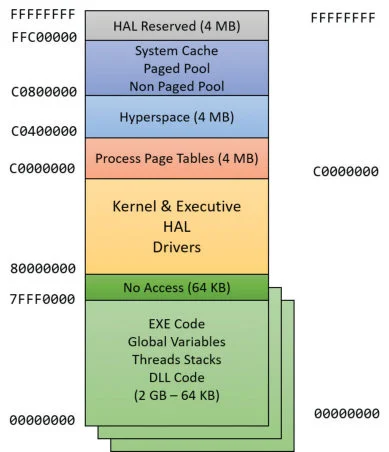 FFFFFFFF
HAL Reserved (4 MB)
FFFFFFFF
FFC00000
System Cache
Paged Pool
Non Paged Pool
C0800000
Hyperspace (4 MB)
C0400000
Process Page Tables (4 MB)
C0000000
C0000000
Kernel & Executive
HAL
Drivers
80000000
No Access (64 KB)
7FFF0000
EXE Code
Global Variables
Threads Stacks
DLL Code
(2 GB – 64 KB)
00000000
00000000